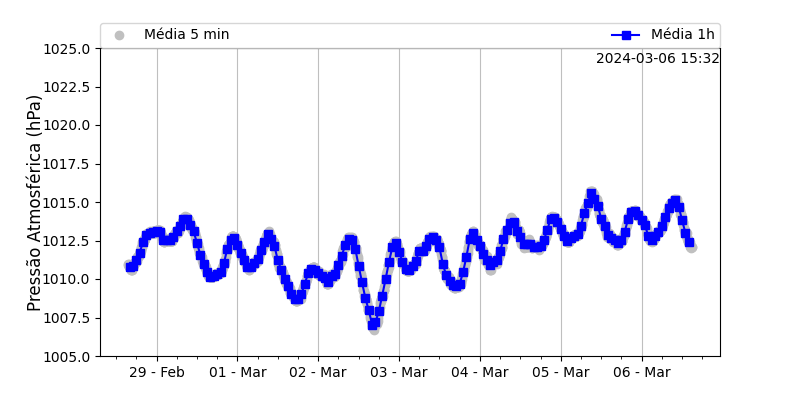 Média 5 min
Média 1h
2024-03-06 15:32
Pressão Atmosférica (hPa)
1025.0
1022.5
1020.0
1017.5
1015.0
1012.5
1010.0
1007.5
1005.0
29 - Feb
01 - Mar
02 - Mar
03 - Mar
04 - Mar
05 - Mar
06 - Mar